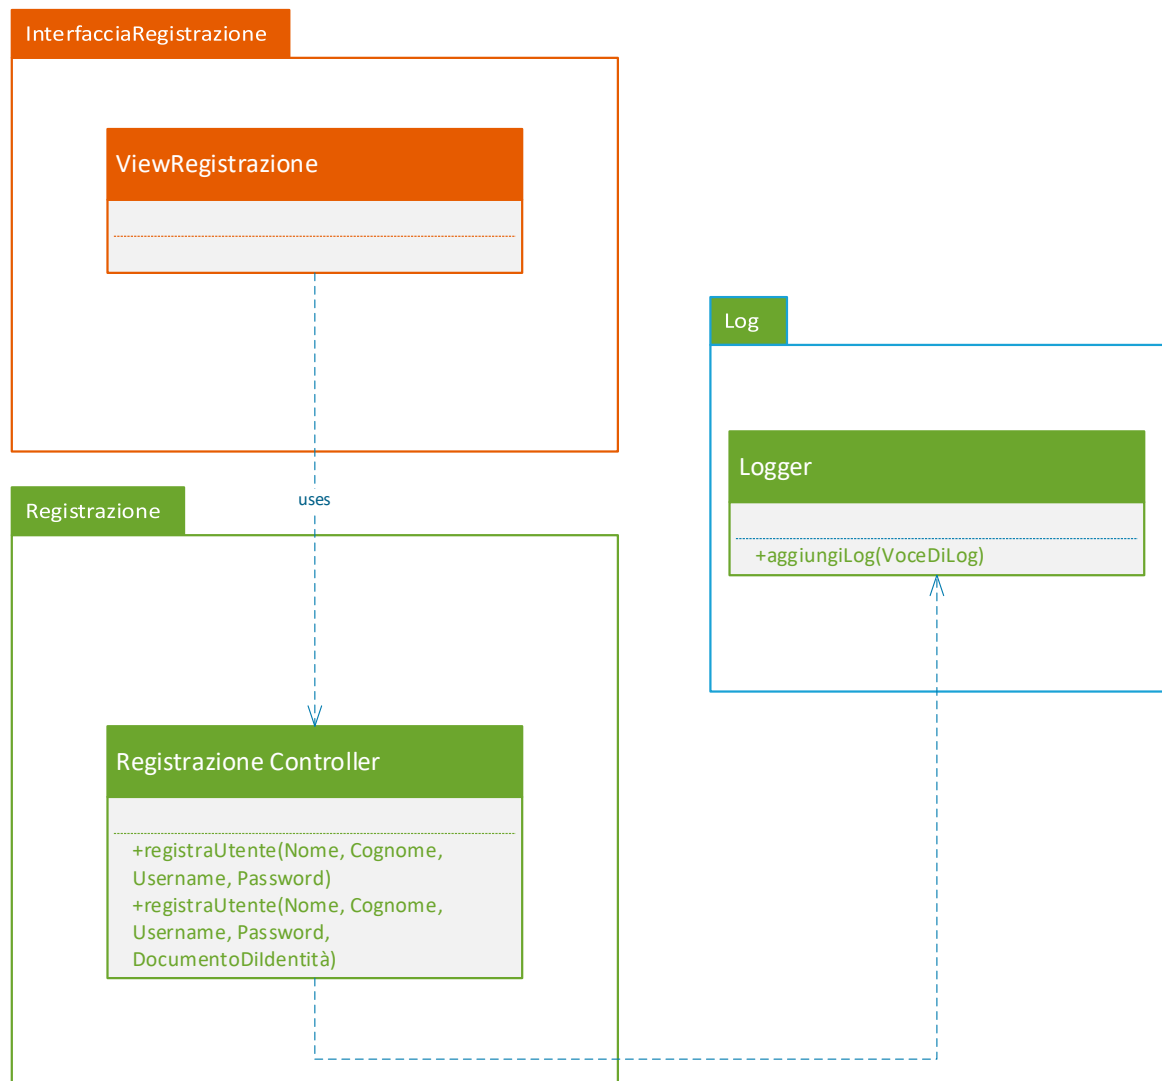 InterfacciaRegistrazione
ViewRegistrazione
uses
Registrazione
Registrazione Controller
+registraUtente(Nome, Cognome,
Username, Password)
+registraUtente(Nome, Cognome,
Username, Password,
DocumentoDiIdentità)
Log
Logger
+aggiungiLog(VoceDiLog)